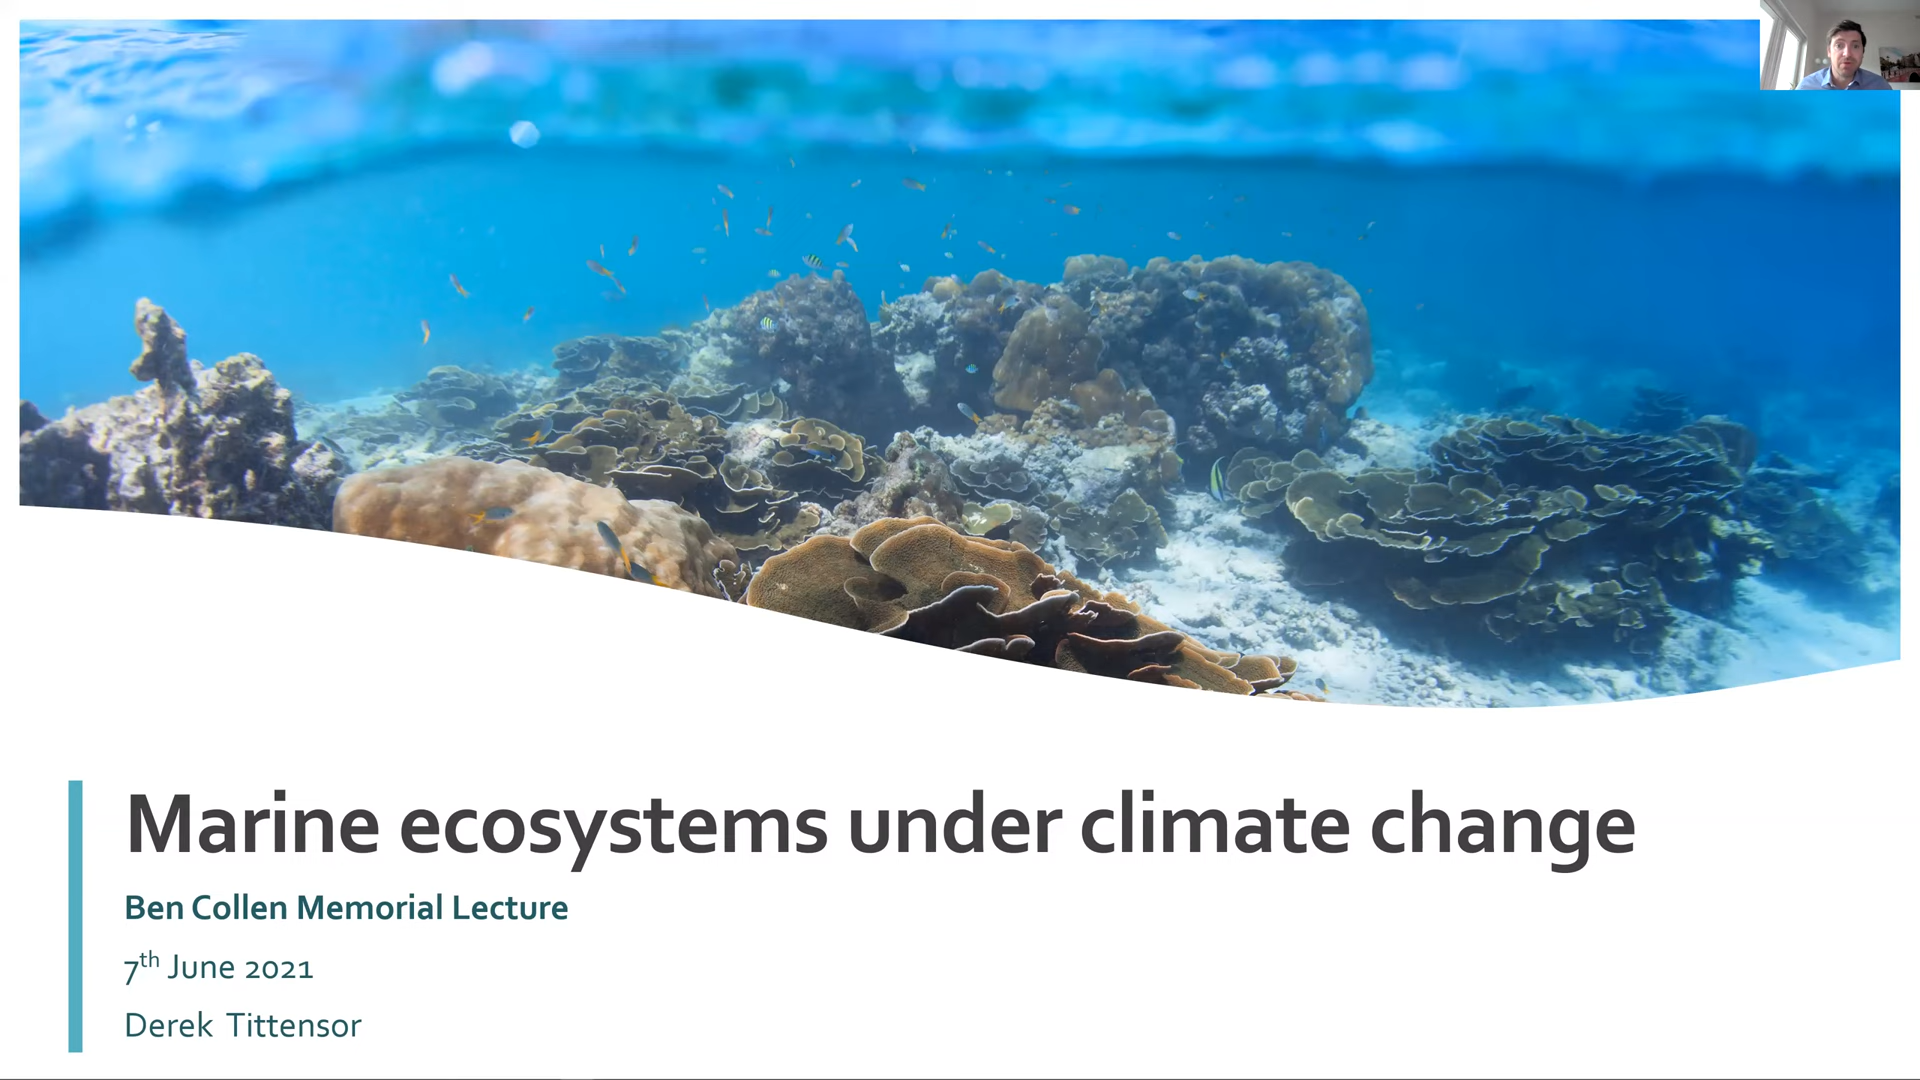 Marine ecosystems under climate change
Ben Collen Memorial Lecture
7th June 2021
Derek Tittensor